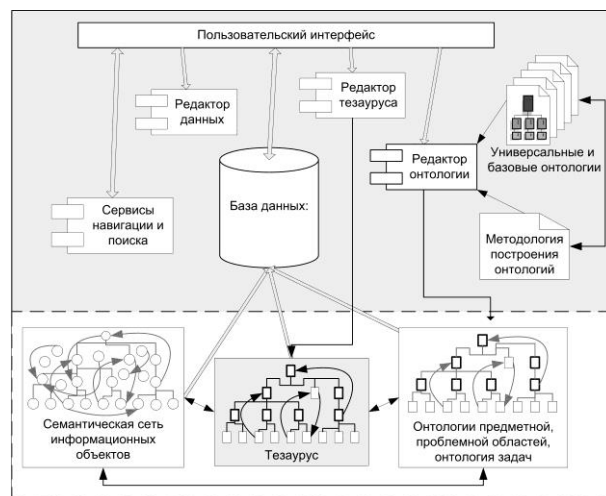 Пользовательский интерфейс
Редактор
данных
Редактор
тезауруса
Редактор
онтологии
Универсальные и
базовые онтологии
Сервисы
навигации и
поиска
База данных:
Методология
построения
онтологий
Семантическая сеть
информационных
объектов
Тезаурус
Онтологии предметной,
проблемной областей,
онтология задач